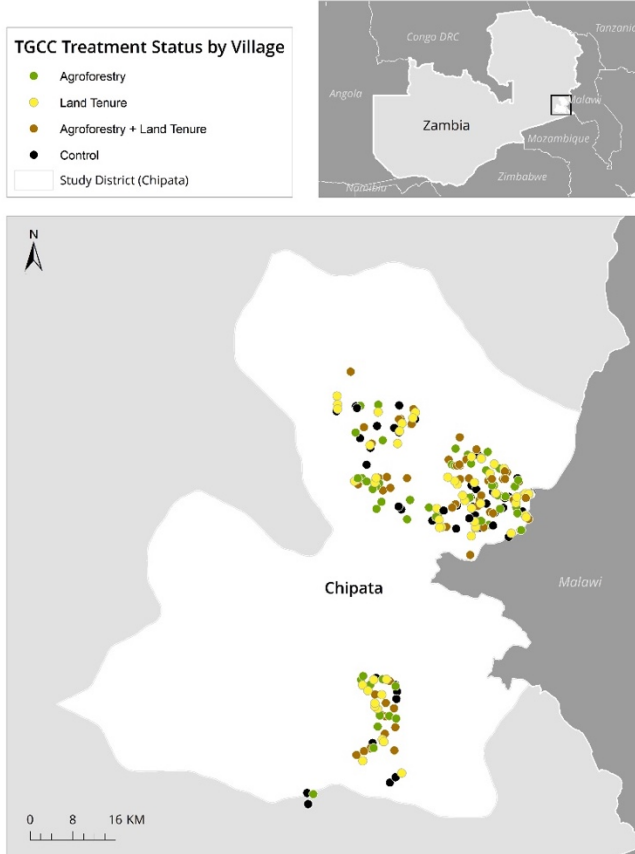 TGCC Treatment Status by Village
Agroforestry
Land Tenure
Agroforestry + Land Tenure
Control
Study District (Chipata)
Congo DRC
Tanzania
Angola
Malawi
Zambia
Mozambique
Zimbabwe
Namibia
N
Chipata
Malawi
0 8 16 KM